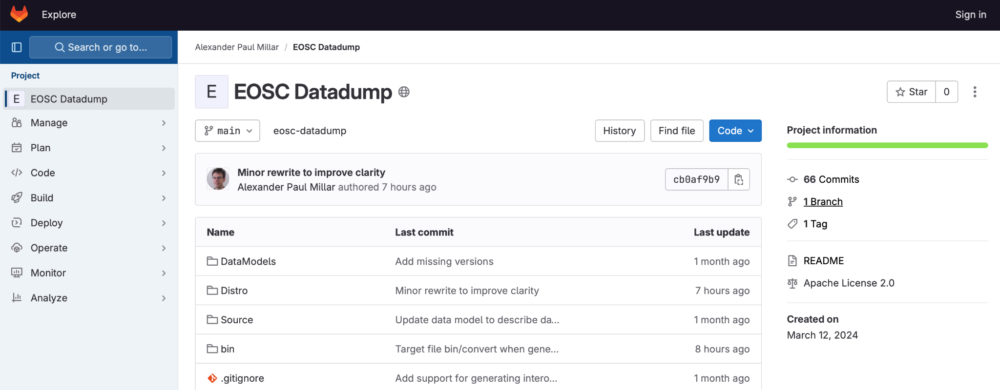 Explore
Sign in
Search or go to...
Alexander Paul Millar / EOSC Datadump
Project
E EOSC Datadump
Manage
Plan
Code
Build
Deploy
Operate
Monitor
Analyze
E EOSC Datadump
Star 0
main eosc-datadump
History Find file Code
Minor rewrite to improve clarity
Alexander Paul Millar authored 7 hours ago
cb0af9b9
Name Last commit Last update
DataModels Add missing versions 1 month ago
Distro Minor rewrite to improve clarity 7 hours ago
Source Update data model to describe da... 1 month ago
bin Target file bin/convert when gene... 8 hours ago
.gitignore Add support for generating intero... 1 month ago
Project information
66 Commits
1 Branch
1 Tag
README
Apache License 2.0
Created on
March 12, 2024